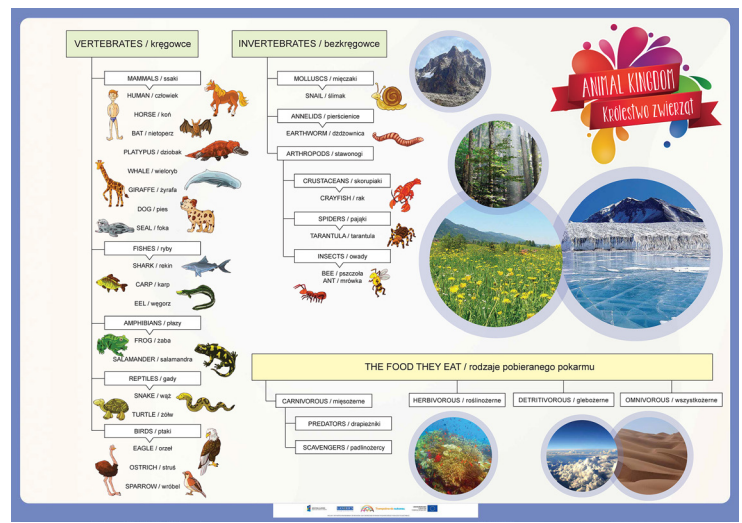 VERTEBRATES / kręgowce
MAMMALS / ssaki
HUMAN / człowiek
HORSE / koń
BAT / nietoperz
PLATYPUS / dziobak
WHALE / wieloryb
GIRAFFE / żyrafa
DOG / pies
SEAL / foka
FISHES / ryby
SHARK / rekin
CARP / karp
EEL / węgorz
AMPHIBIANS / płazy
FROG / żaba
SALAMANDER / salamandra
REPTILES / gady
SNAKE / wąż
TURTLE / żółw
BIRDS / ptaki
EAGLE / orzeł
OSTRICH / struś
SPARROW / wróbel
INVERTEBRATES / bezkręgowce
MOLLUSCS / mięczaki
SNAIL / ślimak
ANNELIDS / pierścienice
EARTHWORM / dżdżownica
ARTHROPODS / stawonogi
CRUSTACEANS / skorupiaki
CRAYFISH / rak
SPIDERS / pająki
TARANTULA / tarantula
INSECTS / owady
BEE / pszczoła
ANT / mrówka
ANIMAL KINGDOM
Królestwo zwierząt
THE FOOD THEY EAT / rodzaje pobieranego pokarmu
CARNIVOROUS / mięsożerne
PREDATORS / drapieżniki
SCAVENGERS / padlinożercy
HERBIVOROUS / roślinożerne
DETRITIVOROUS / glebożerne
OMNIVOROUS / wszystkożerne